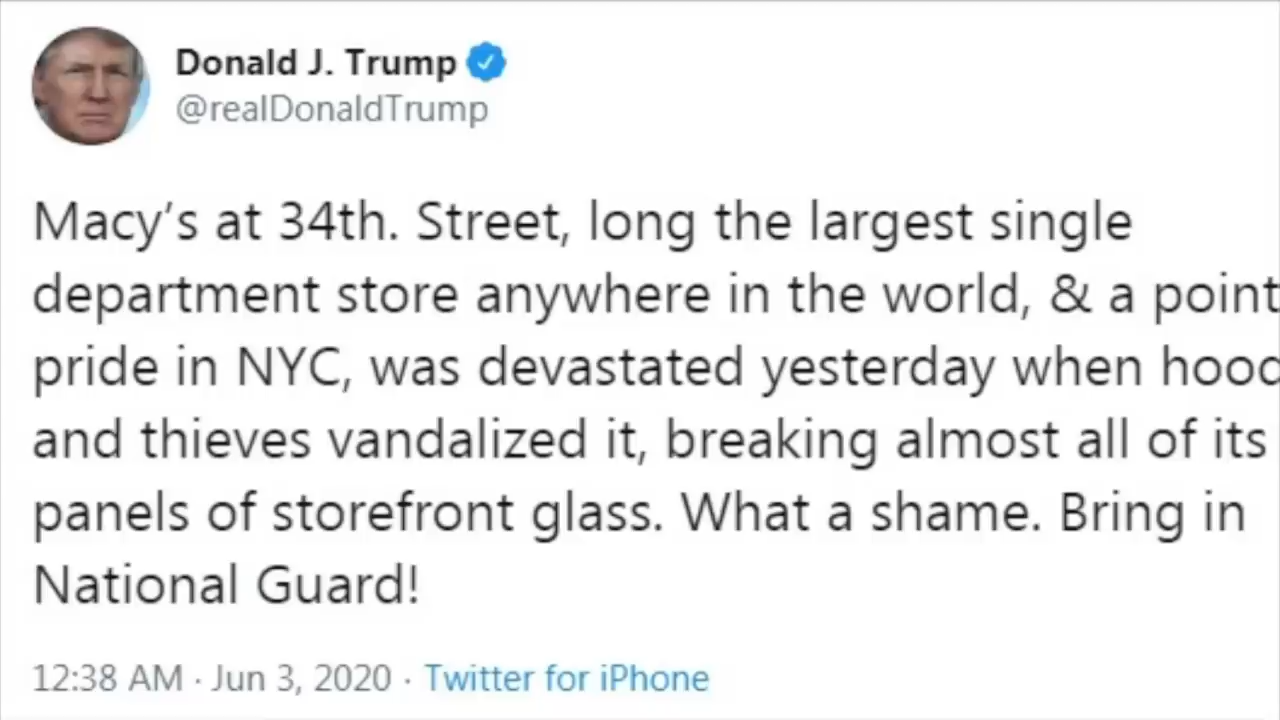 Donald J. Trump
@realDonaldTrump
Macy’s at 34th. Street, long the largest single
department store anywhere in the world, & a point
pride in NYC, was devastated yesterday when hood
and thieves vandalized it, breaking almost all of its
panels of storefront glass. What a shame. Bring in
National Guard!
12:38 AM · Jun 3, 2020 · Twitter for iPhone